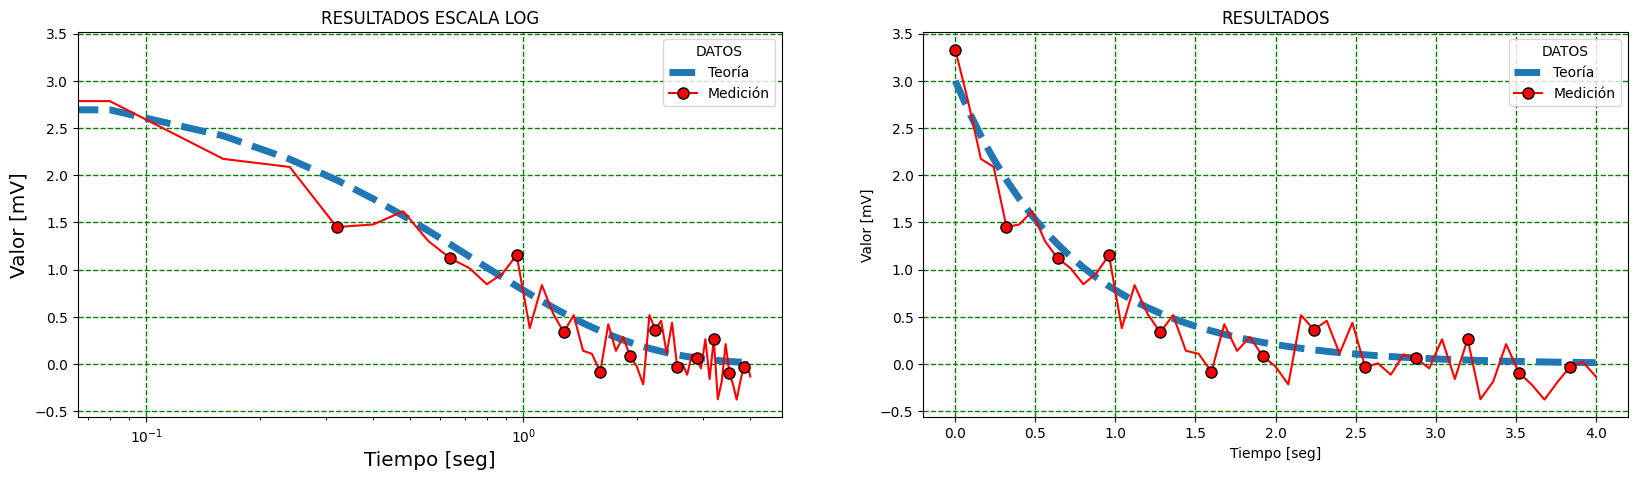 RESULTADOS ESCALA LOG
3.5
3.0
2.5
2.0
1.5
1.0
0.5
0.0
−0.5
Valor [mV]
DATOS
Teoría
Medición
10⁻¹
10⁰
Tiempo [seg]
RESULTADOS
3.5
3.0
2.5
2.0
1.5
1.0
0.5
0.0
−0.5
Valor [mV]
DATOS
Teoría
Medición
0.0 0.5 1.0 1.5 2.0 2.5 3.0 3.5 4.0
Tiempo [seg]